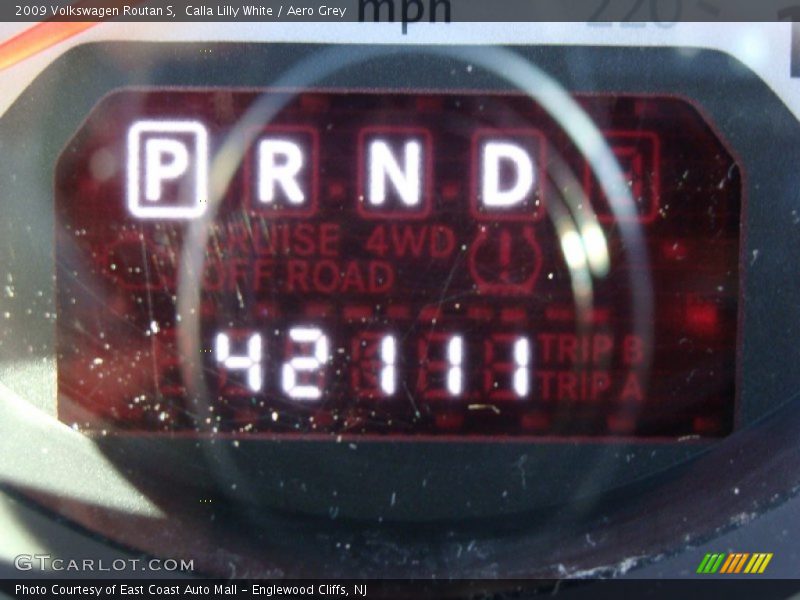 2009 Volkswagen Routan S,  Calla Lilly White / Aero Grey
mph
220
P R N D
CRUISE 4WD
OFF ROAD
42111 TRIP B
TRIP A
GTCARLOT.COM
Photo Courtesy of East Coast Auto Mall - Englewood Cliffs, NJ